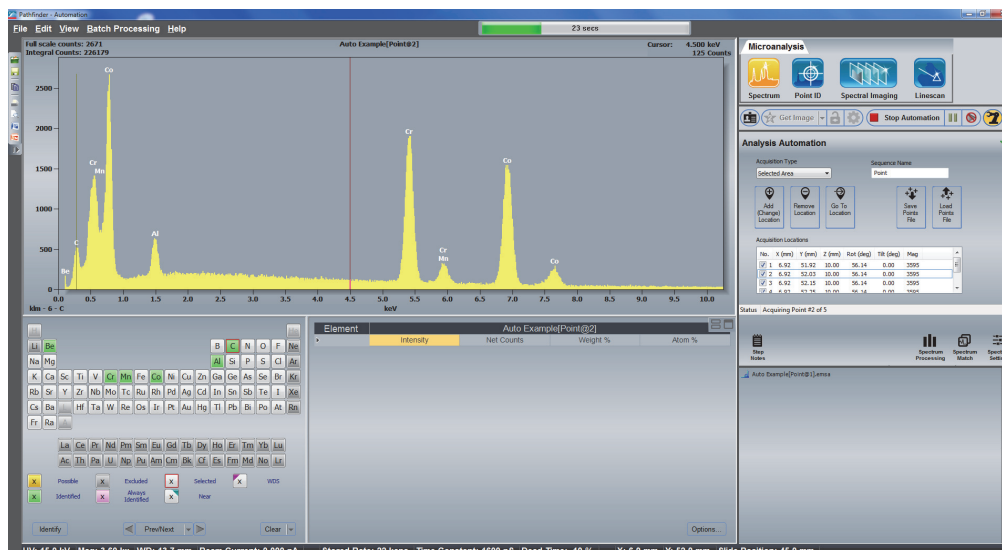 Pathfinder - Automation
File Edit View Batch Processing Help
23 secs
Full scale counts: 2671
Integral Counts: 226179
Auto Example[Point@2]
Cursor: 4.500 keV
125 Counts
Co
2500
2000
Cr
Cr
Mn
Co
1500
1000
Al
C
500
Cr
Mn
Co
Be
0
0.0 0.5 1.0 1.5 2.0 2.5 3.0 3.5 4.0 4.5 5.0 5.5 6.0 6.5 7.0 7.5 8.0 8.5 9.0 9.5 10.0
klm - 6 - C
keV
Microanalysis
Spectrum Point ID Spectral Imaging Linescan
Get Image Stop Automation
Analysis Automation
Acquisition Type Sequence Name
Selected Area Point
Add (Change) Location
Remove Location
Go To Location
Save Points File
Load Points File
Acquisition Locations
No. X (mm) Y (mm) Z (mm) Rot (deg) Tilt (deg) Mag
1 6.92 51.92 10.00 56.14 0.00 3595
2 6.92 52.03 10.00 56.14 0.00 3595
3 6.92 52.15 10.00 56.14 0.00 3595
4 6.92 52.25 10.00 56.14 0.00 3595
Status Acquiring Point #2 of 5
Step Notes
Spectrum Processing
Spectrum Match
Auto Example[Point@1].emsa
Li Be B C N O F Ne
Na Mg Al Si P S Cl Ar
K Ca Sc Ti V Cr Mn Fe Co Ni Cu Zn Ga Ge As Se Br Kr
Rb Sr Y Zr Nb Mo Tc Ru Rh Pd Ag Cd In Sn Sb Te I Xe
Cs Ba Hf Ta W Re Os Ir Pt Au Hg Tl Pb Bi Po At Rn
Fr Ra
La Ce Pr Nd Pm Sm Eu Gd Tb Dy Ho Er Tm Yb Lu
Ac Th Pa U Np Pu Am Cm Bk Cf Es Fm Md No Lr
X Possible X Excluded X Selected X WDS
X Identified X Always Identified X Near
Identify Prev/Next Clear
Element Auto Example[Point@2]
Intensity Net Counts Weight % Atom %
Options...